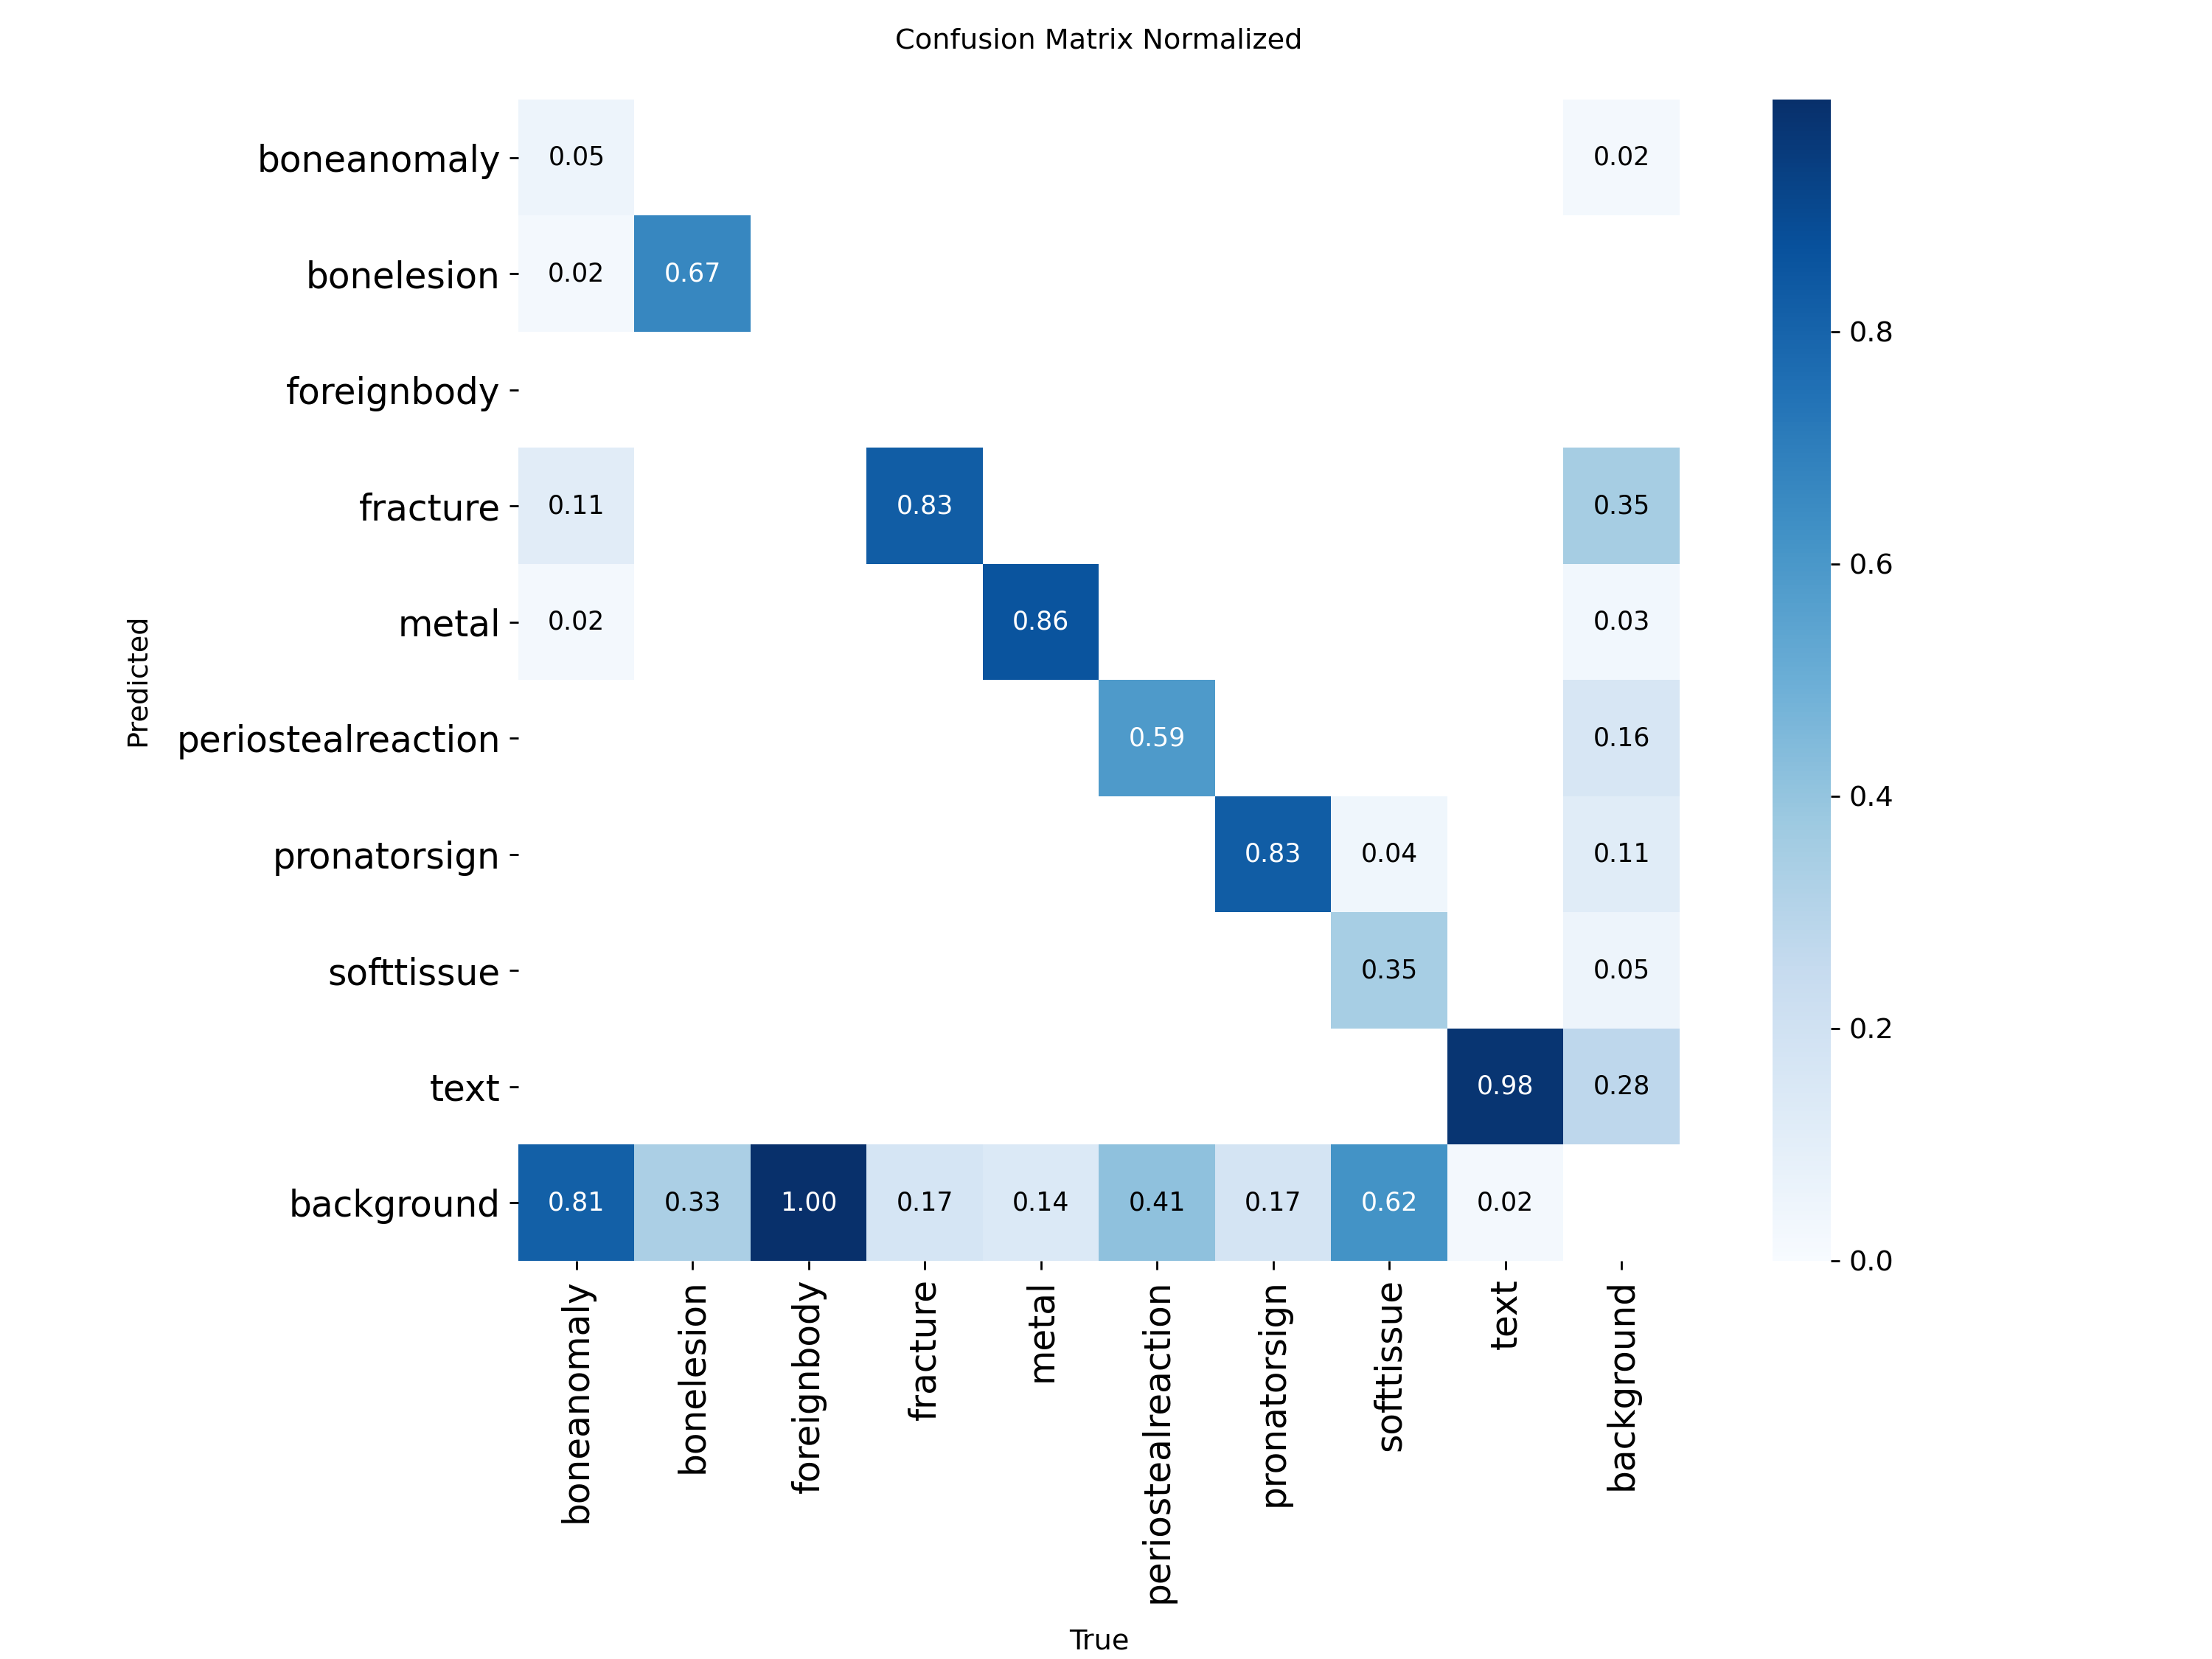 Confusion Matrix Normalized
boneanomaly 0.05 0.02
bonelesion 0.02 0.67
foreignbody
fracture 0.11 0.83 0.35
metal 0.02 0.86 0.03
periostealreaction 0.59 0.16
pronatorsign 0.83 0.04 0.11
softtissue 0.35 0.05
text 0.98 0.28
background 0.81 0.33 1.00 0.17 0.14 0.41 0.17 0.62 0.02
Predicted
boneanomaly
bonelesion
foreignbody
fracture
metal
periostealreaction
pronatorsign
softtissue
text
background
True
0.8
0.6
0.4
0.2
0.0